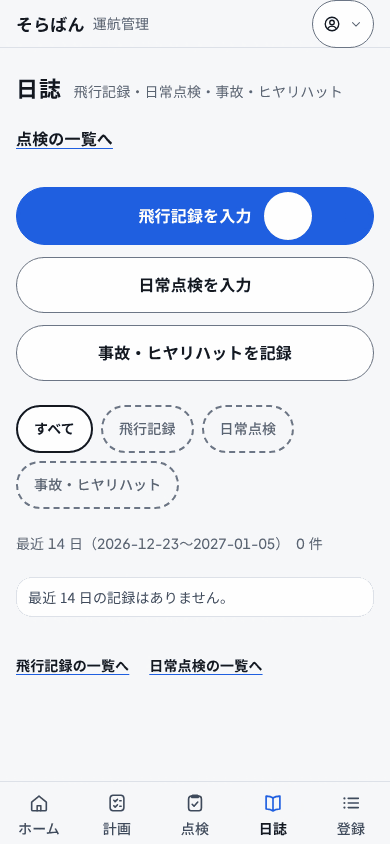 そらばん 運航管理
日誌 飛行記録・日常点検・事故・ヒヤリハット
点検の一覧へ
飛行記録を入力
日常点検を入力
事故・ヒヤリハットを記録
すべて 飛行記録 日常点検
事故・ヒヤリハット
最近 14 日（2026-12-23〜2027-01-05） 0 件
最近 14 日の記録はありません。
飛行記録の一覧へ 日常点検の一覧へ
ホーム 計画 点検 日誌 登録